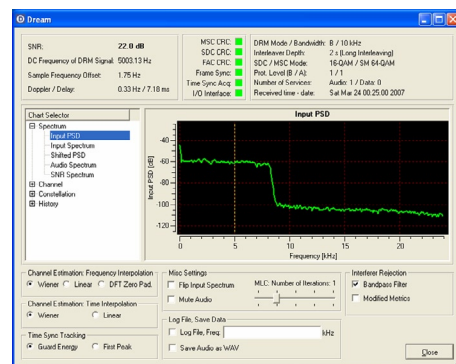 Dream
SNR: 22.0 dB
DC Frequency of DRM Signal: 5003.13 Hz
Sample Frequency Offset: 1.75 Hz
Doppler / Delay: 0.33 Hz / 7.18 ms
MSC CRC:
SDC CRC:
FAC CRC:
Frame Sync:
Time Sync Acq:
I/O Interface:
DRM Mode / Bandwidth: B / 10 kHz
Interleaver Depth: 2 s (Long Interleaving)
SDC / MSC Mode: 16-QAM / SM 64-QAM
Prot. Level (B / A): 1 / 1
Number of Services: Audio: 1 / Data: 0
Received time - date: Sat Mar 24 00:25:00 2007
Chart Selector
Spectrum
Input PSD
Input Spectrum
Shifted PSD
Audio Spectrum
SNR Spectrum
Channel
Constellation
History
Input PSD
Input PSD [dB]
-40
-60
-80
-100
-120
0 5 10 15 20
Frequency [kHz]
Channel Estimation: Frequency Interpolation
Wiener Linear DFT Zero Pad.
Channel Estimation: Time Interpolation
Wiener Linear
Time Sync Tracking
Guard Energy First Peak
Misc Settings
Flip Input Spectrum
Mute Audio
MLC: Number of Iterations: 1
Log File, Save Data
Log File, Freq: kHz
Save Audio as WAV
Interferer Rejection
Bandpass Filter
Modified Metrics
Close